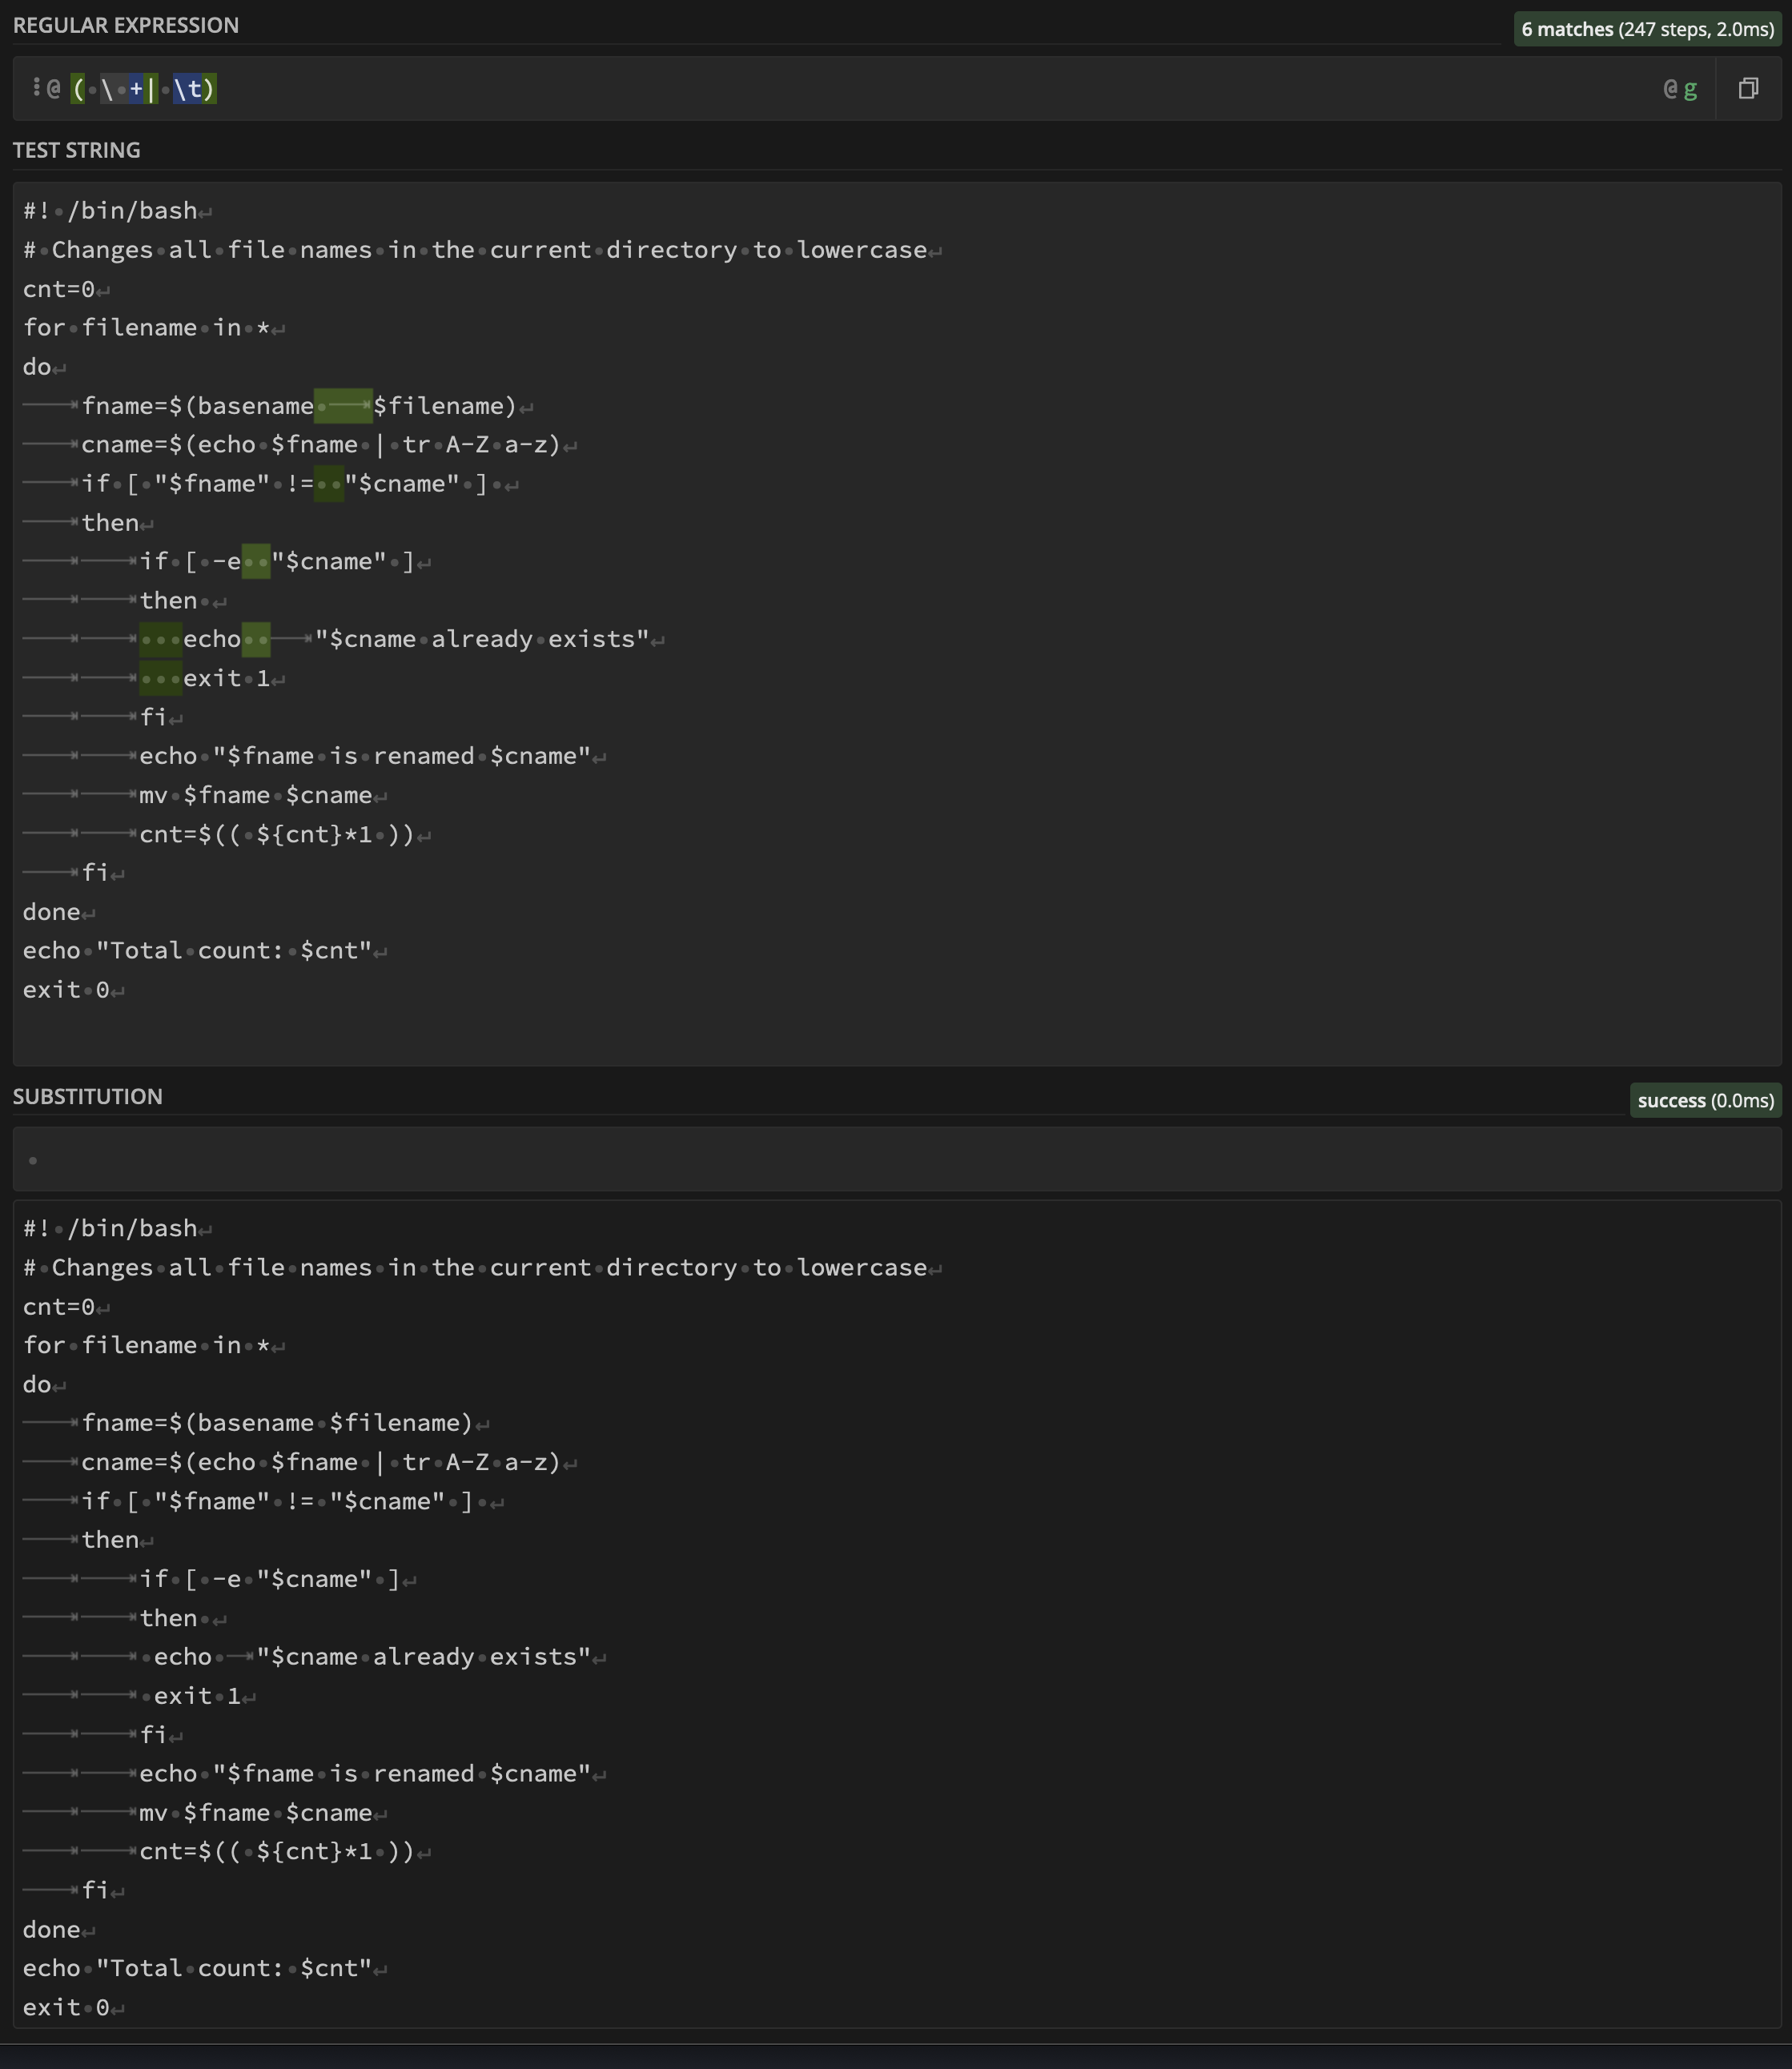 REGULAR EXPRESSION
6 matches (247 steps, 2.0ms)
@ ( \ +| \t) @ g
TEST STRING
#! /bin/bash
# Changes all file names in the current directory to lowercase
cnt=0
for filename in *
do
	fname=$(basename 	$filename)
	cname=$(echo $fname | tr A-Z a-z)
	if [ "$fname" !=  "$cname" ] 
	then
		if [ -e  "$cname" ]
		then 
		   echo  	"$cname already exists"
		   exit 1
		fi
		echo "$fname is renamed $cname"
		mv $fname $cname
		cnt=$(( ${cnt}*1 ))
	fi
done
echo "Total count: $cnt"
exit 0
SUBSTITUTION
success (0.0ms)
#! /bin/bash
# Changes all file names in the current directory to lowercase
cnt=0
for filename in *
do
	fname=$(basename $filename)
	cname=$(echo $fname | tr A-Z a-z)
	if [ "$fname" != "$cname" ] 
	then
		if [ -e "$cname" ]
		then 
		 echo 	"$cname already exists"
		 exit 1
		fi
		echo "$fname is renamed $cname"
		mv $fname $cname
		cnt=$(( ${cnt}*1 ))
	fi
done
echo "Total count: $cnt"
exit 0